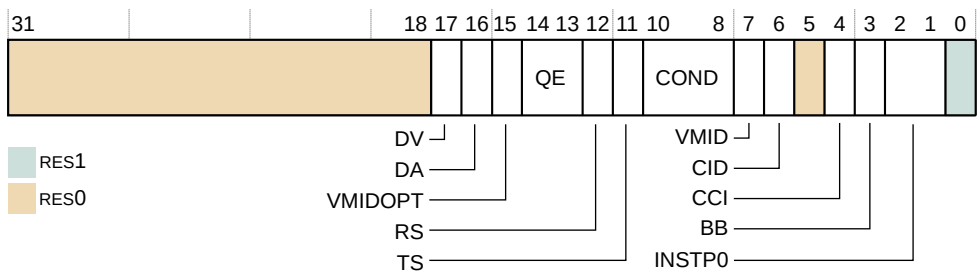 31 18 17 16 15 14 13 12 11 10 8 7 6 5 4 3 2 1 0
QE COND
DV
DA
VMIDOPT
RS
TS
VMID
CID
CCI
BB
INSTP0
RES1
RES0